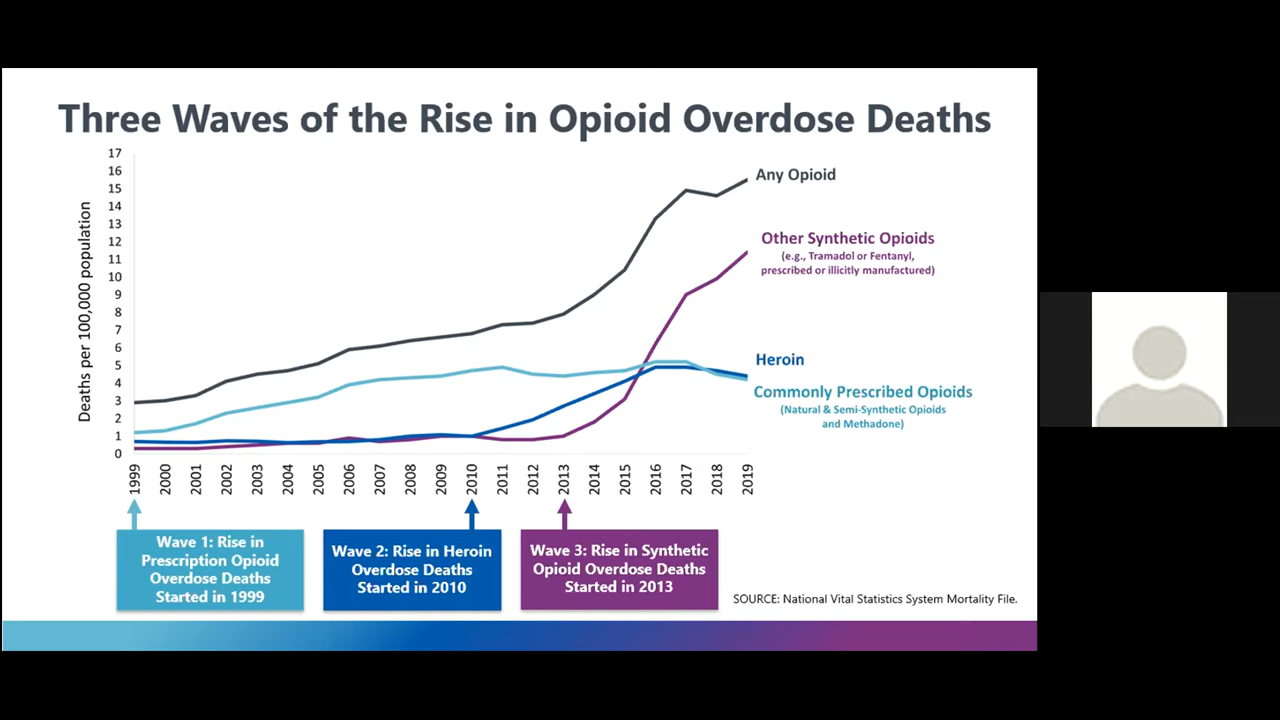 Three Waves of the Rise in Opioid Overdose Deaths
17
16
15
14
13
12
11
10
9
8
7
6
5
4
3
2
1
0
Deaths per 100,000 population
Any Opioid
Other Synthetic Opioids
(e.g., Tramadol or Fentanyl,
prescribed or illicitly manufactured)
Heroin
Commonly Prescribed Opioids
(Natural & Semi-Synthetic Opioids
and Methadone)
1999
2000
2001
2002
2003
2004
2005
2006
2007
2008
2009
2010
2011
2012
2013
2014
2015
2016
2017
2018
2019
Wave 1: Rise in
Prescription Opioid
Overdose Deaths
Started in 1999
Wave 2: Rise in Heroin
Overdose Deaths
Started in 2010
Wave 3: Rise in Synthetic
Opioid Overdose Deaths
Started in 2013
SOURCE: National Vital Statistics System Mortality File.